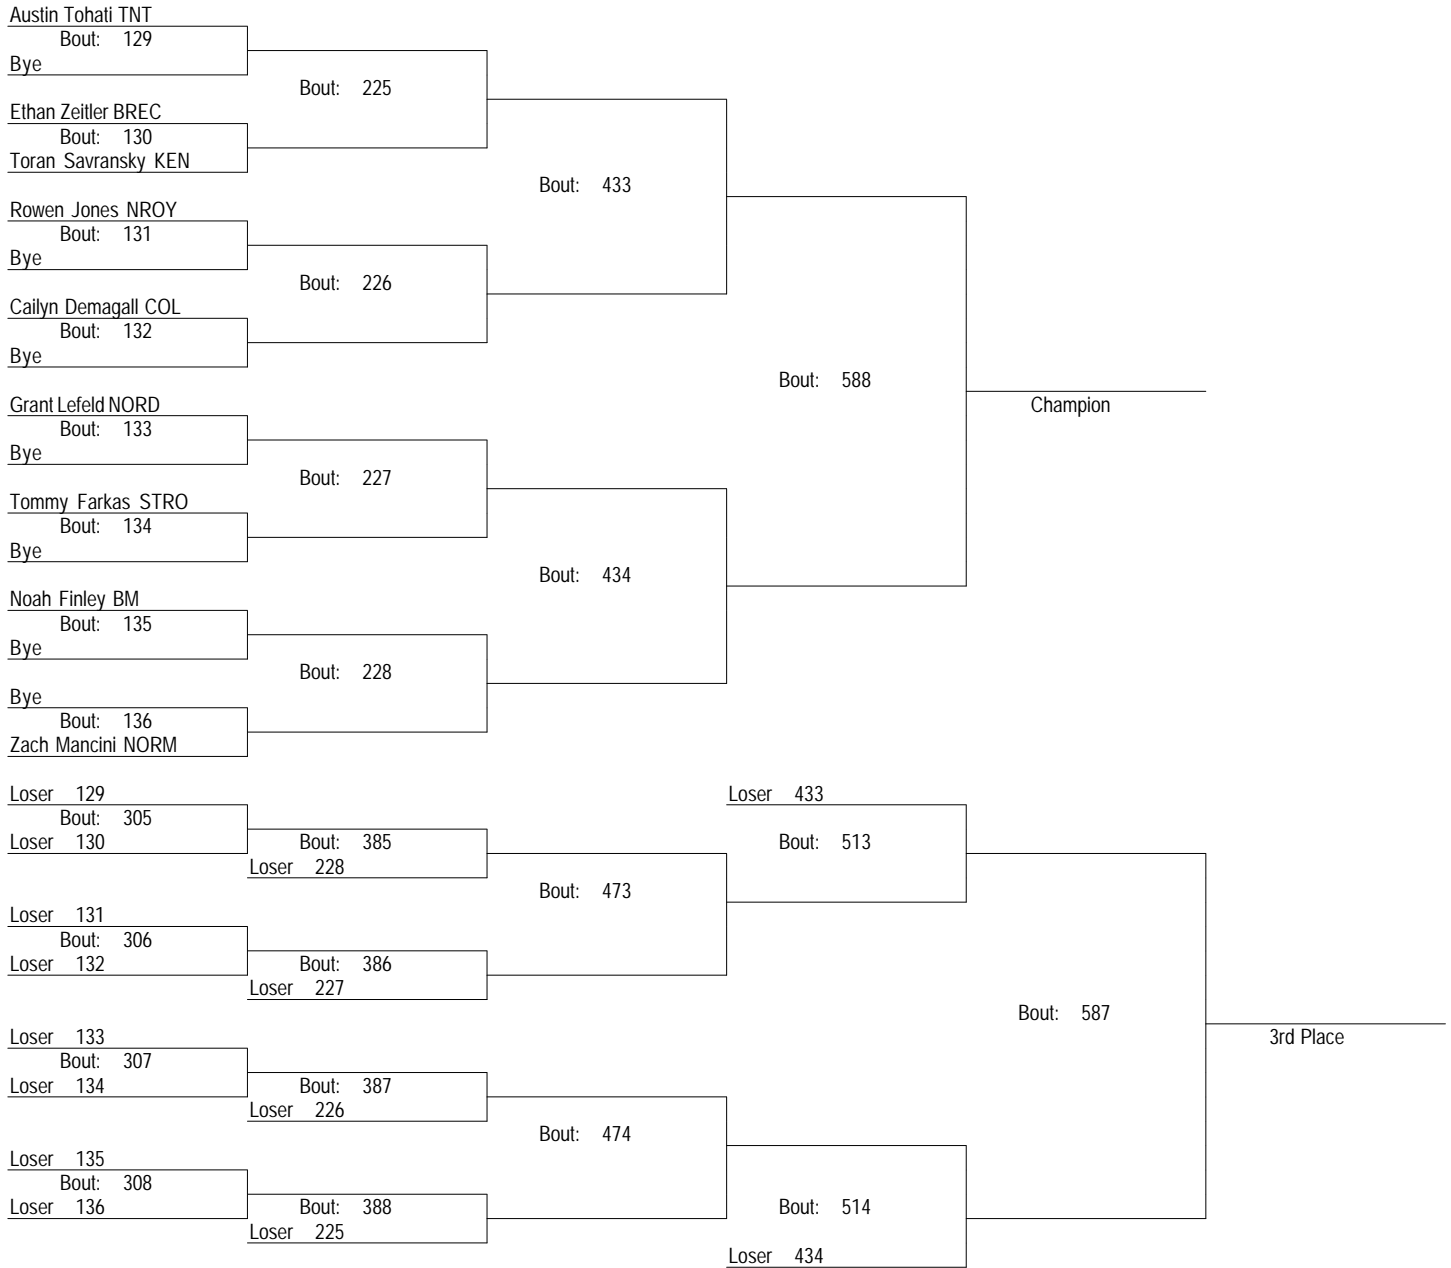 Austin Tohati TNT
Bout: 129
Bye
Bout: 225
Ethan Zeitler BREC
Bout: 130
Toran Savransky KEN
Bout: 433
Rowen Jones NROY
Bout: 131
Bye
Bout: 226
Cailyn Demagall COL
Bout: 132
Bye
Bout: 588
Champion
Grant Lefeld NORD
Bout: 133
Bye
Bout: 227
Tommy Farkas STRO
Bout: 134
Bye
Bout: 434
Noah Finley BM
Bout: 135
Bye
Bout: 228
Bye
Bout: 136
Zach Mancini NORM
Loser 129
Bout: 305
Loser 130
Bout: 385
Loser 228
Loser 433
Bout: 513
Bout: 473
Loser 131
Bout: 306
Loser 132
Bout: 386
Loser 227
Bout: 587
3rd Place
Loser 133
Bout: 307
Loser 134
Bout: 387
Loser 226
Bout: 474
Loser 135
Bout: 308
Loser 136
Bout: 388
Loser 225
Bout: 514
Loser 434